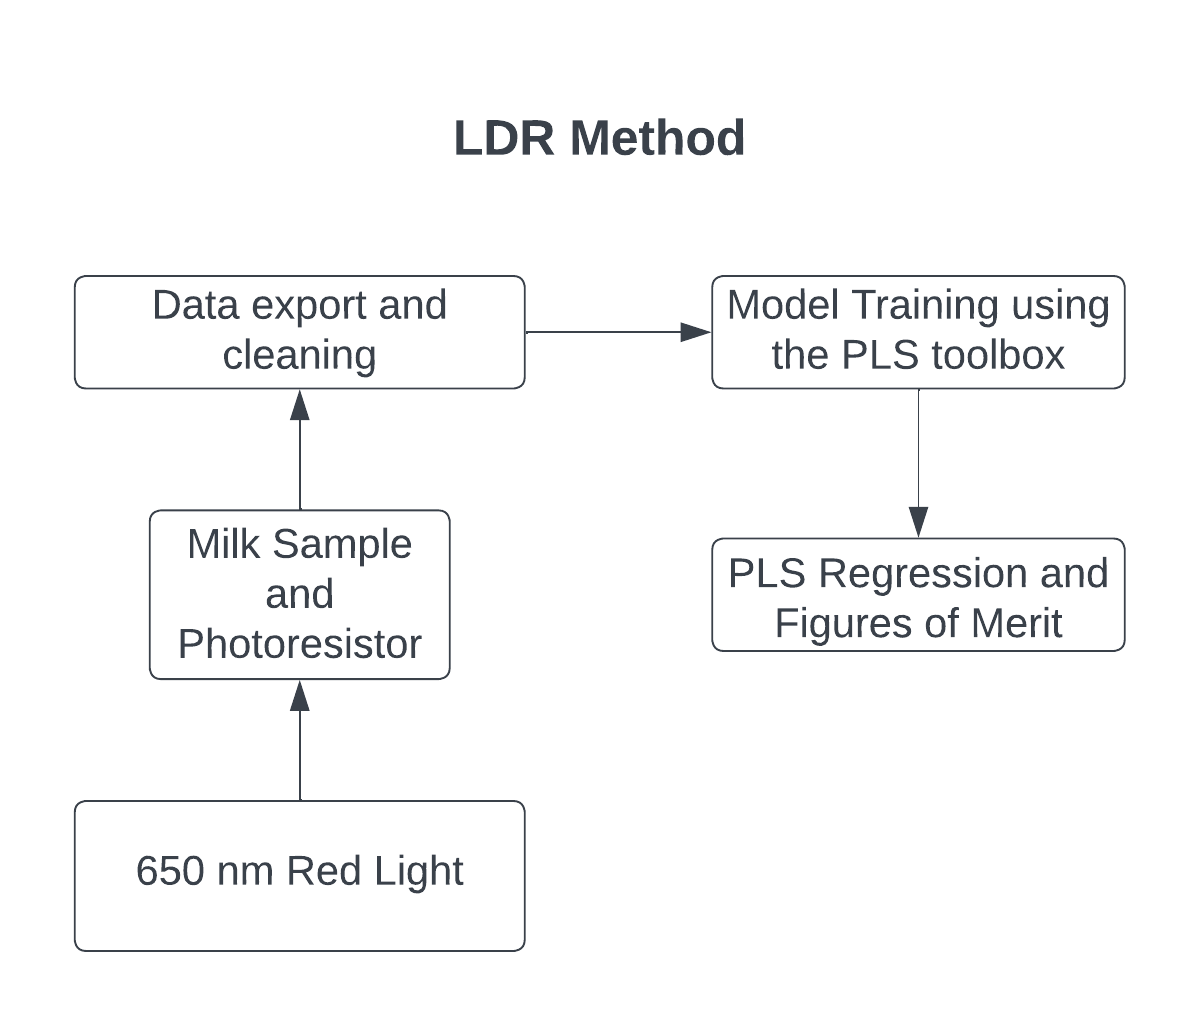 LDR Method
Data export and
cleaning
Model Training using
the PLS toolbox
Milk Sample
and
Photoresistor
PLS Regression and
Figures of Merit
650 nm Red Light